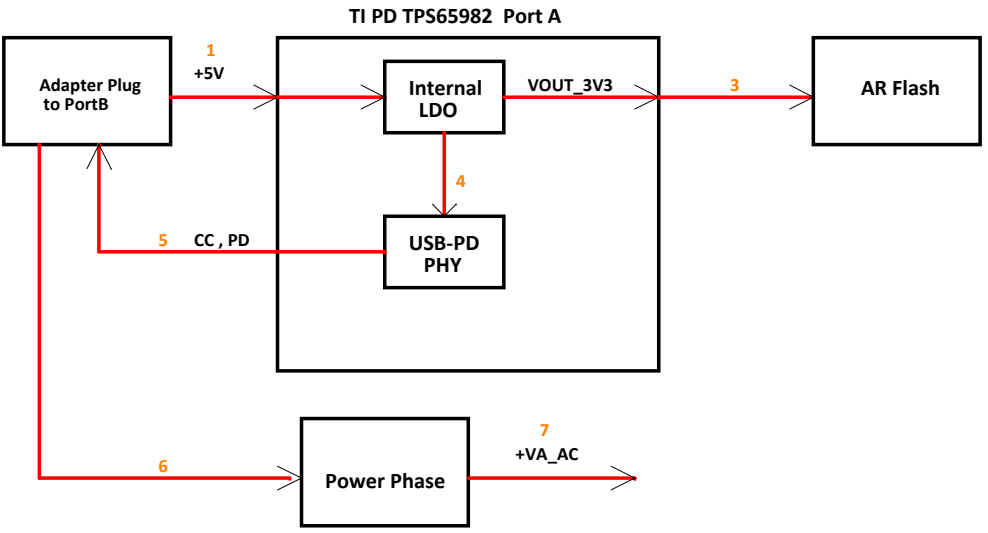 TI PD TPS65982 Port A
Adapter Plug
to PortB
1
+5V
Internal
LDO
VOUT_3V3
3
AR Flash
4
5 CC , PD
USB-PD
PHY
6
Power Phase
7
+VA_AC